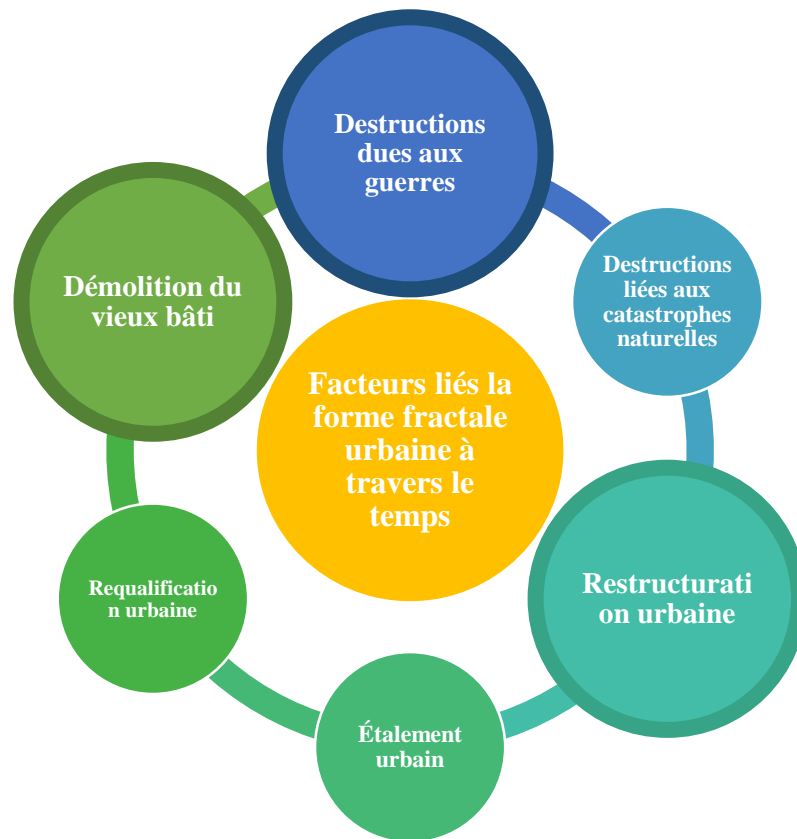 Destructions
dues aux
guerres
Destructions
liées aux
catastrophes
naturelles
Démolition du
vieux bâti
Facteurs liés la
forme fractale
urbaine à
travers le
temps
Restructurati
on urbaine
Requalificatio
n urbaine
Étalement
urbain